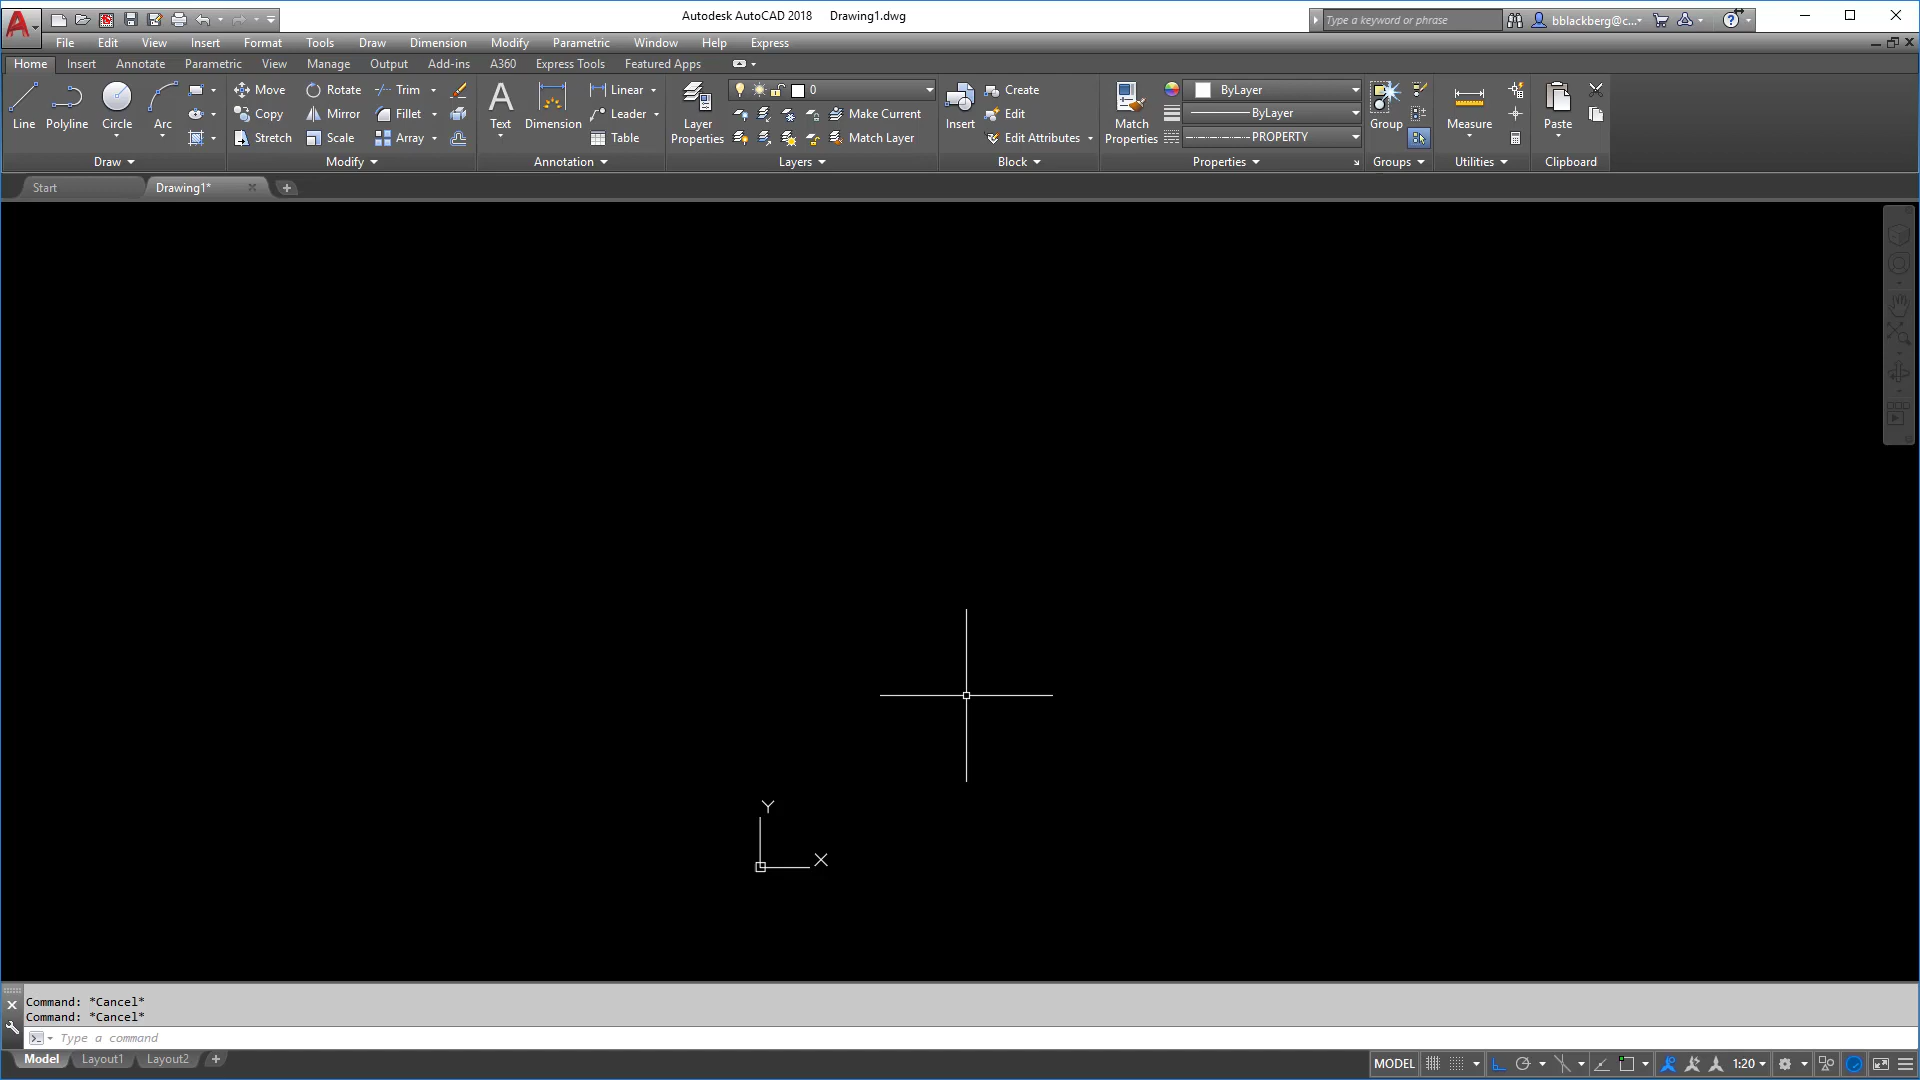 Autodesk AutoCAD 2018 Drawing1.dwg
Type a keyword or phrase
bblackberg@c...
File Edit View Insert Format Tools Draw Dimension Modify Parametric Window Help Express
Home Insert Annotate Parametric View Manage Output Add-ins A360 Express Tools Featured Apps
Line Polyline Circle Arc
Draw
Move Rotate Trim
Copy Mirror Fillet
Stretch Scale Array
Modify
Text Dimension
Linear
Leader
Table
Annotation
Layer
Properties
0
Make Current
Match Layer
Layers
Insert
Create
Edit
Edit Attributes
Block
Match
Properties
ByLayer
ByLayer
PROPERTY
Properties
Group
Groups
Measure
Utilities
Paste
Clipboard
Start Drawing1*
Y
X
Command: *Cancel*
Command: *Cancel*
Type a command
Model Layout1 Layout2
MODEL 1:20